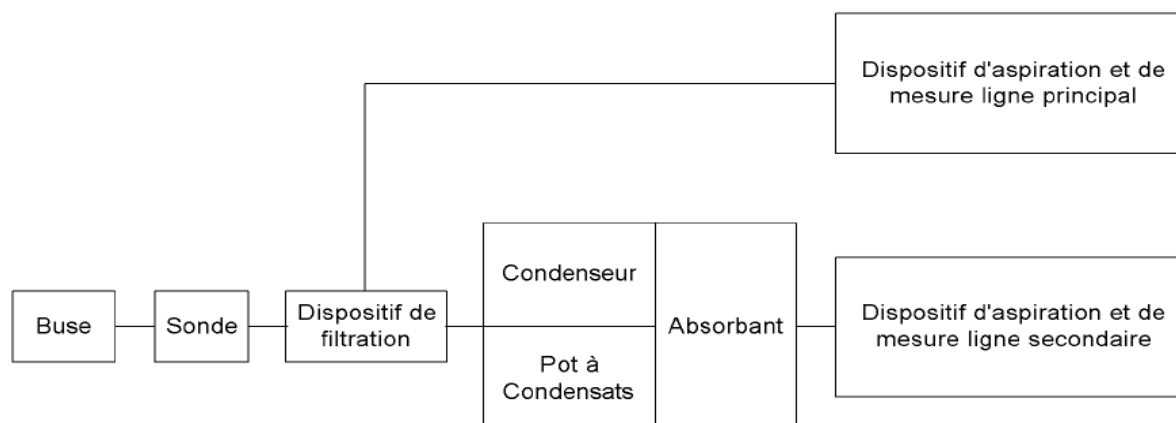 Dispositif d'aspiration et de
mesure ligne principal
Buse
Sonde
Dispositif de
filtration
Condenseur
Pot à
Condensats
Absorbant
Dispositif d'aspiration et de
mesure ligne secondaire